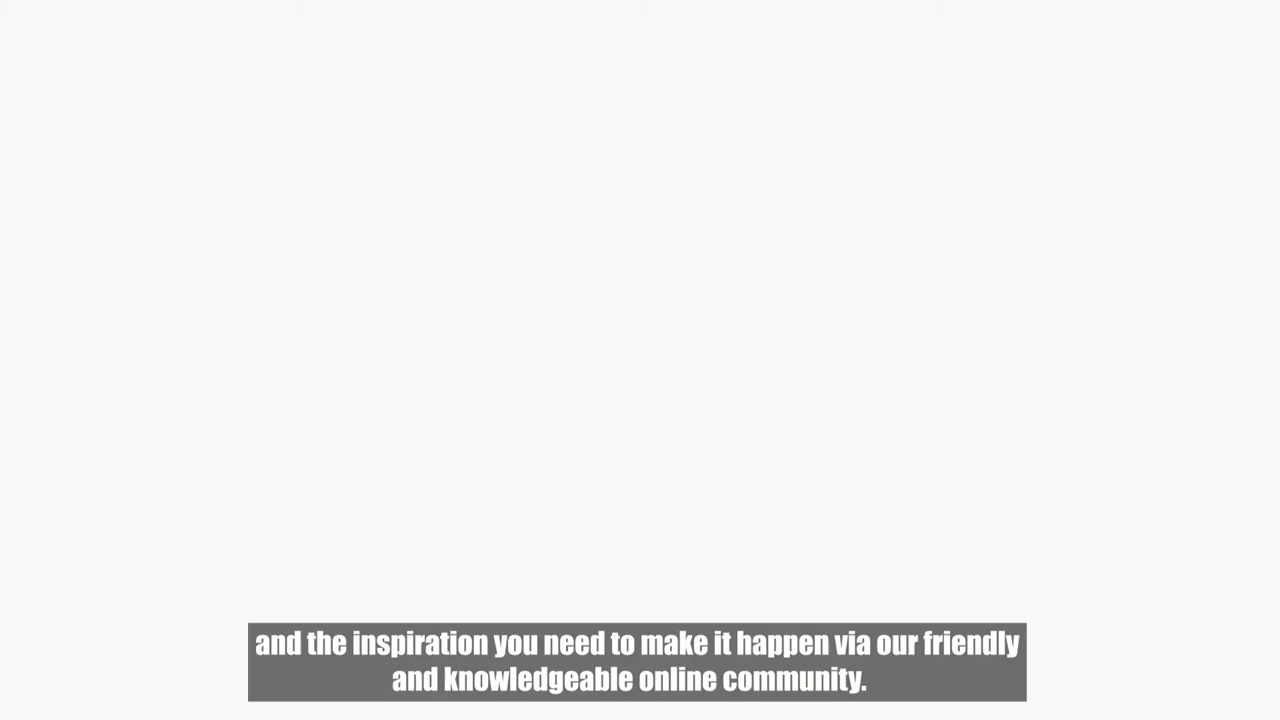 and the inspiration you need to make it happen via our friendly
and knowledgeable online community.